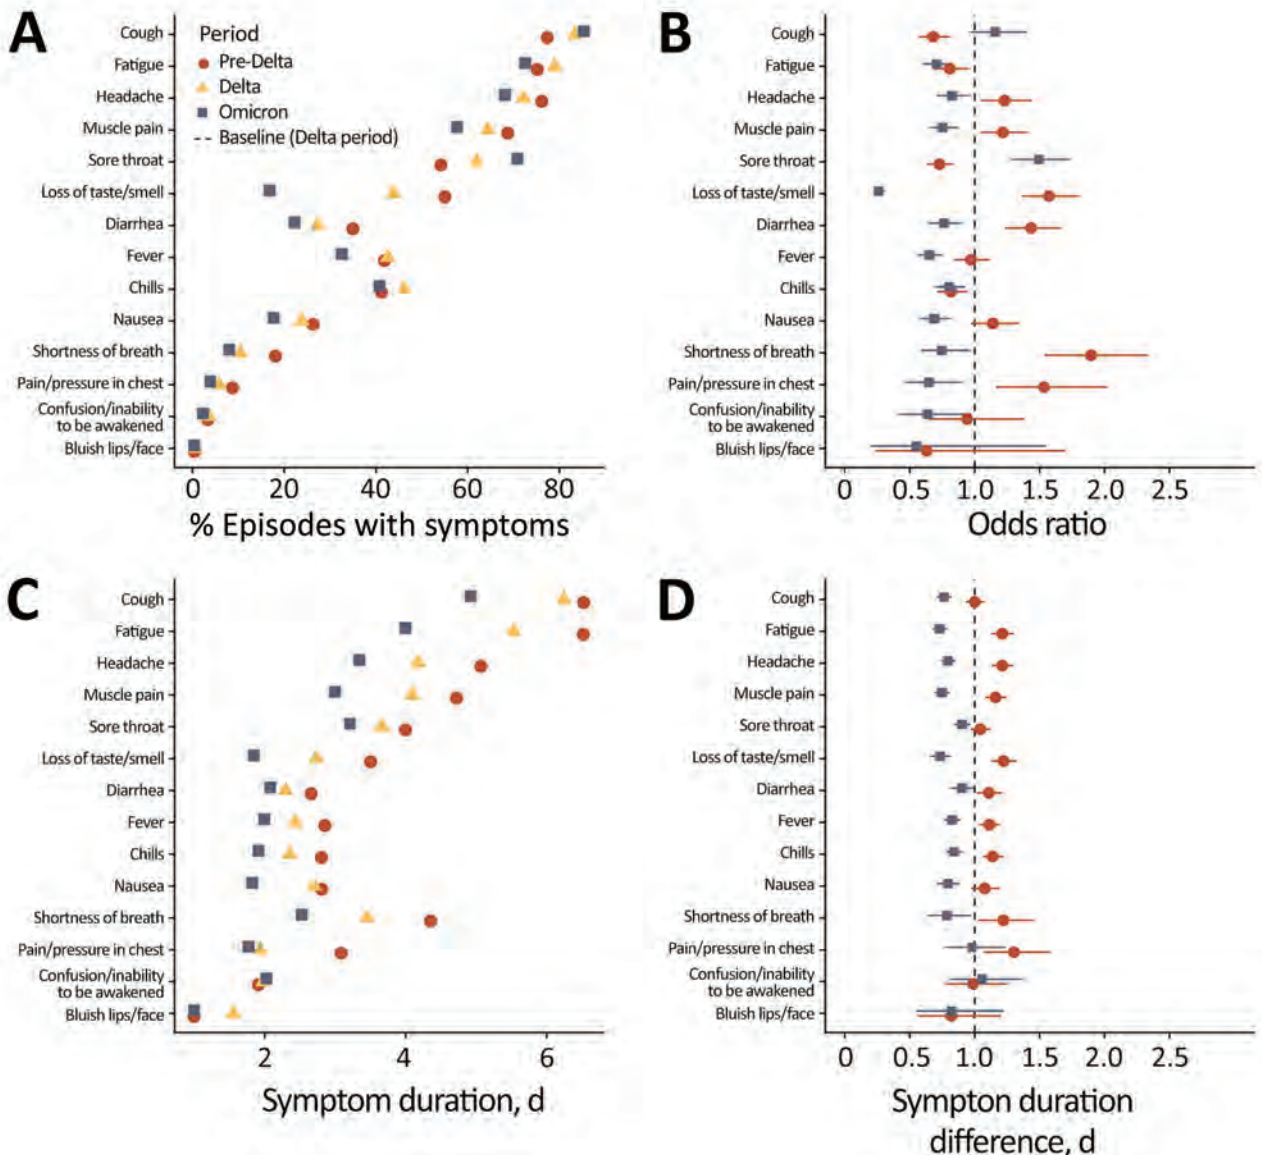 A
Cough
Fatigue
Headache
Muscle pain
Sore throat
Loss of taste/smell
Diarrhea
Fever
Chills
Nausea
Shortness of breath
Pain/pressure in chest
Confusion/inability
to be awakened
Bluish lips/face
Period
Pre-Delta
Delta
Omicron
Baseline (Delta period)
0 20 40 60 80
% Episodes with symptoms
B
Cough
Fatigue
Headache
Muscle pain
Sore throat
Loss of taste/smell
Diarrhea
Fever
Chills
Nausea
Shortness of breath
Pain/pressure in chest
Confusion/inability
to be awakened
Bluish lips/face
0 0.5 1.0 1.5 2.0 2.5
Odds ratio
C
Cough
Fatigue
Headache
Muscle pain
Sore throat
Loss of taste/smell
Diarrhea
Fever
Chills
Nausea
Shortness of breath
Pain/pressure in chest
Confusion/inability
to be awakened
Bluish lips/face
2 4 6
Symptom duration, d
D
Cough
Fatigue
Headache
Muscle pain
Sore throat
Loss of taste/smell
Diarrhea
Fever
Chills
Nausea
Shortness of breath
Pain/pressure in chest
Confusion/inability
to be awakened
Bluish lips/face
0 0.5 1.0 1.5 2.0 2.5
Sympton duration
difference, d